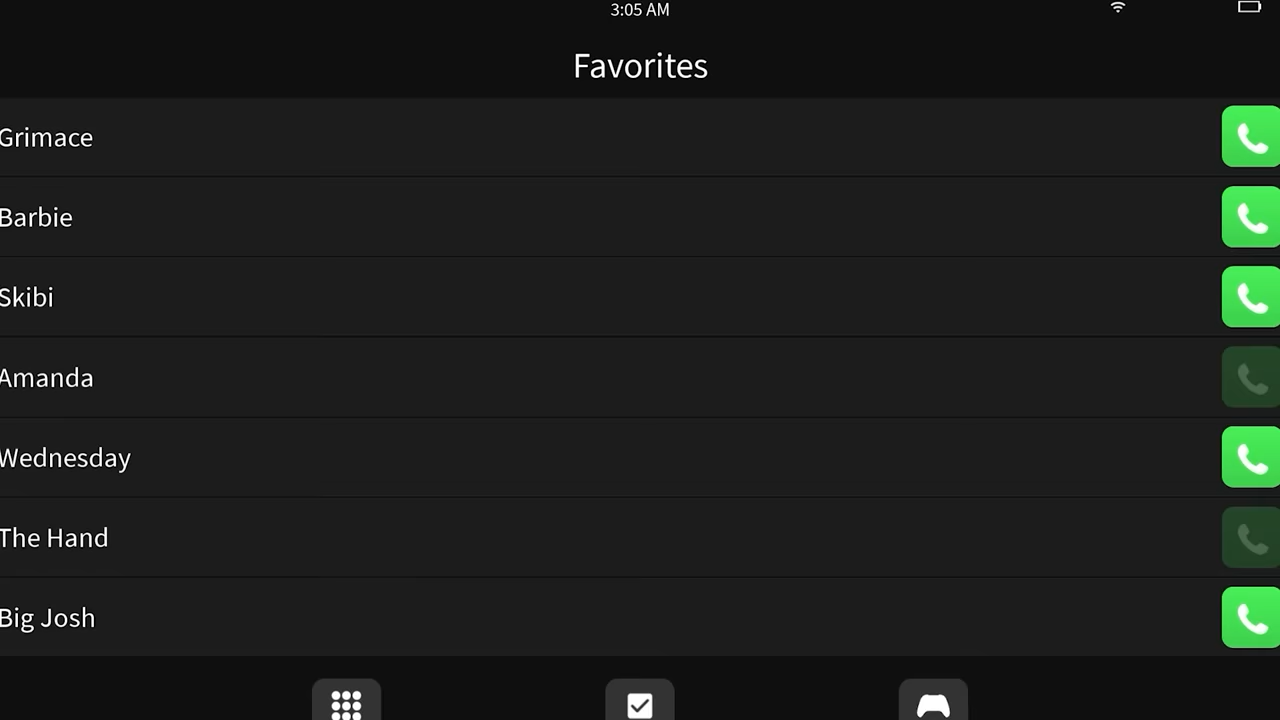 3:05 AM
Favorites
Grimace
Barbie
Skibi
Amanda
Wednesday
The Hand
Big Josh